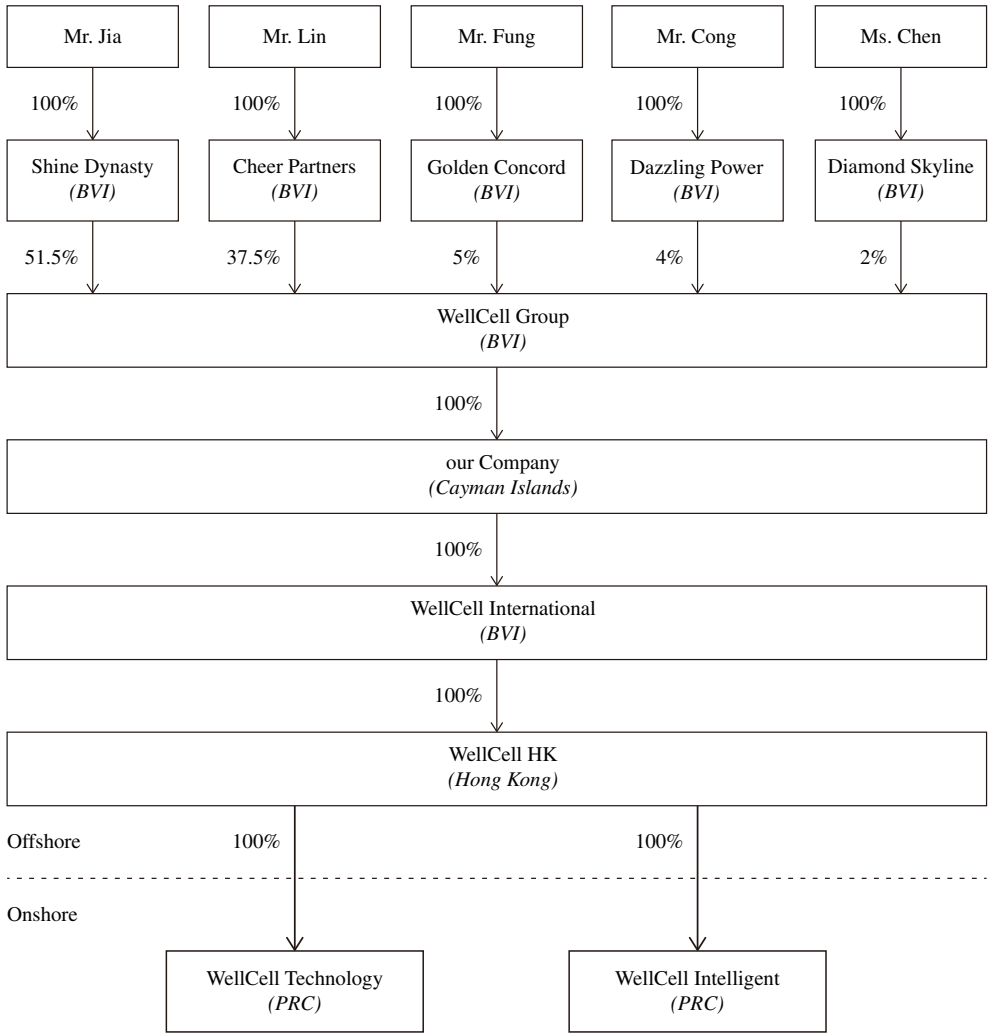 Mr. Jia
Mr. Lin
Mr. Fung
Mr. Cong
Ms. Chen
100%
100%
100%
100%
100%
Shine Dynasty
(BVI)
Cheer Partners
(BVI)
Golden Concord
(BVI)
Dazzling Power
(BVI)
Diamond Skyline
(BVI)
51.5%
37.5%
5%
4%
2%
WellCell Group
(BVI)
100%
our Company
(Cayman Islands)
100%
WellCell International
(BVI)
100%
WellCell HK
(Hong Kong)
Offshore
100%
100%
Onshore
WellCell Technology
(PRC)
WellCell Intelligent
(PRC)